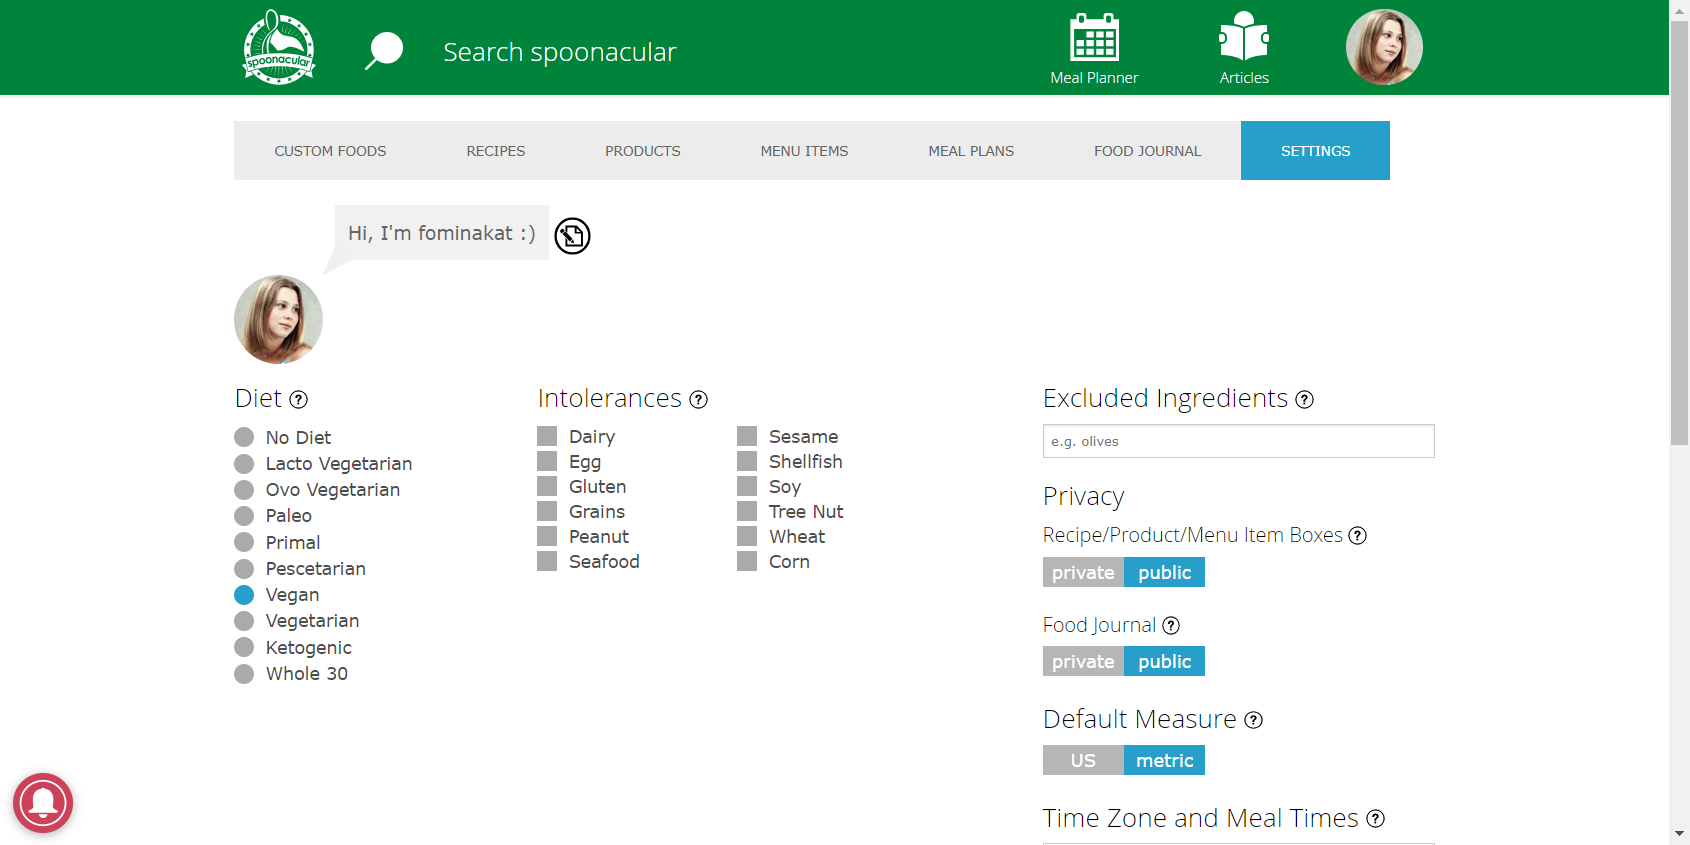 spoonacular
Search spoonacular
Meal Planner
Articles
CUSTOM FOODS
RECIPES
PRODUCTS
MENU ITEMS
MEAL PLANS
FOOD JOURNAL
SETTINGS
Hi, I'm fominakat :)
Diet ?
No Diet
Lacto Vegetarian
Ovo Vegetarian
Paleo
Primal
Pescetarian
Vegan
Vegetarian
Ketogenic
Whole 30
Intolerances ?
Dairy
Egg
Gluten
Grains
Peanut
Seafood
Sesame
Shellfish
Soy
Tree Nut
Wheat
Corn
Excluded Ingredients ?
e.g. olives
Privacy
Recipe/Product/Menu Item Boxes ?
private public
Food Journal ?
private public
Default Measure ?
US metric
Time Zone and Meal Times ?